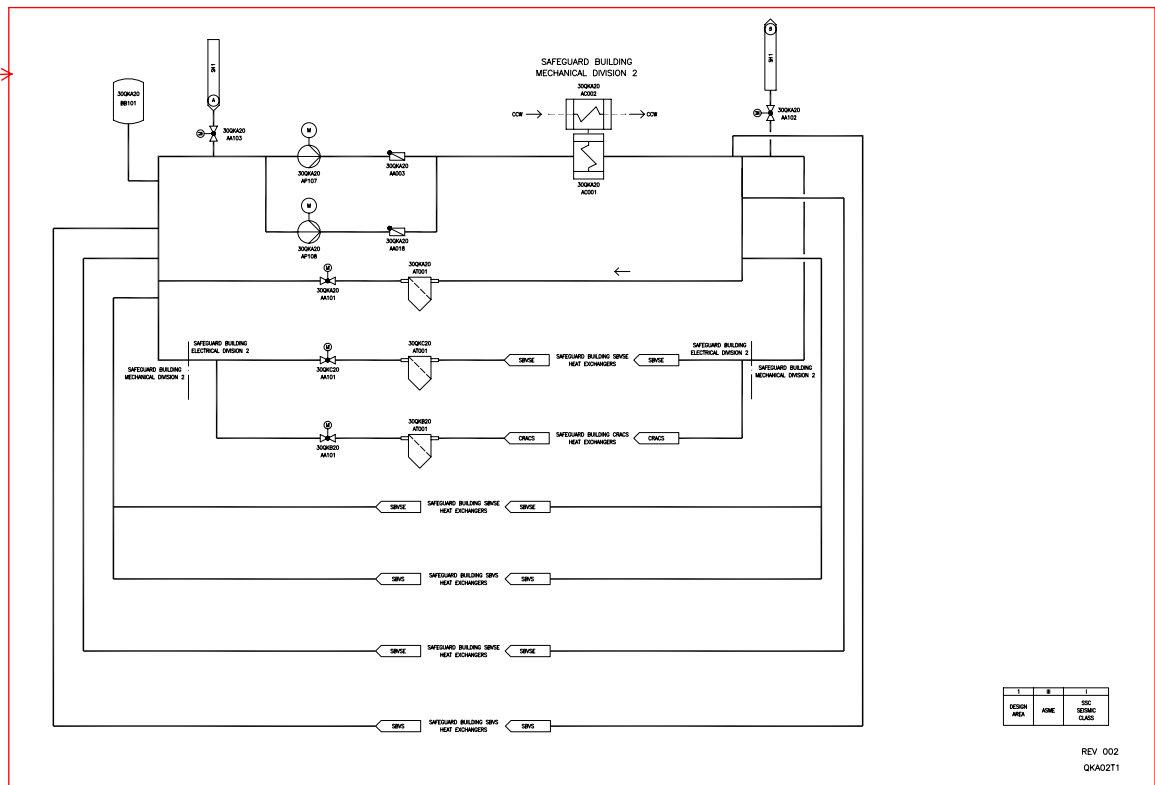 SAFEGUARD BUILDING
MECHANICAL DIVISION 2
SH1
A
30QKA20
BB101
30QKA20
AA103
30QKA20
AC002
CCW
CCW
SH1
B
30QKA20
AA102
M
30QKA20
AP107
30QKA20
AA003
30QKA20
AC001
M
30QKA20
AP108
30QKA20
AA018
M
30QKA20
AA101
30QKA20
AT001
SAFEGUARD BUILDING
ELECTRICAL DIVISION 2
SAFEGUARD BUILDING
MECHANICAL DIVISION 2
M
30QKC20
AA101
30QKC20
AT001
SBVSE
SAFEGUARD BUILDING SBVSE
HEAT EXCHANGERS
SBVSE
SAFEGUARD BUILDING
ELECTRICAL DIVISION 2
SAFEGUARD BUILDING
MECHANICAL DIVISION 2
M
30QKB20
AA101
30QKB20
AT001
CRACS
SAFEGUARD BUILDING CRACS
HEAT EXCHANGERS
CRACS
SBVSE
SAFEGUARD BUILDING SBVSE
HEAT EXCHANGERS
SBVSE
SBVS
SAFEGUARD BUILDING SBVS
HEAT EXCHANGERS
SBVS
SBVSE
SAFEGUARD BUILDING SBVSE
HEAT EXCHANGERS
SBVSE
SBVS
SAFEGUARD BUILDING SBVS
HEAT EXCHANGERS
SBVS
1 III I
DESIGN
AREA
ASME
SSC
SEISMIC
CLASS
REV 002
QKA02T1